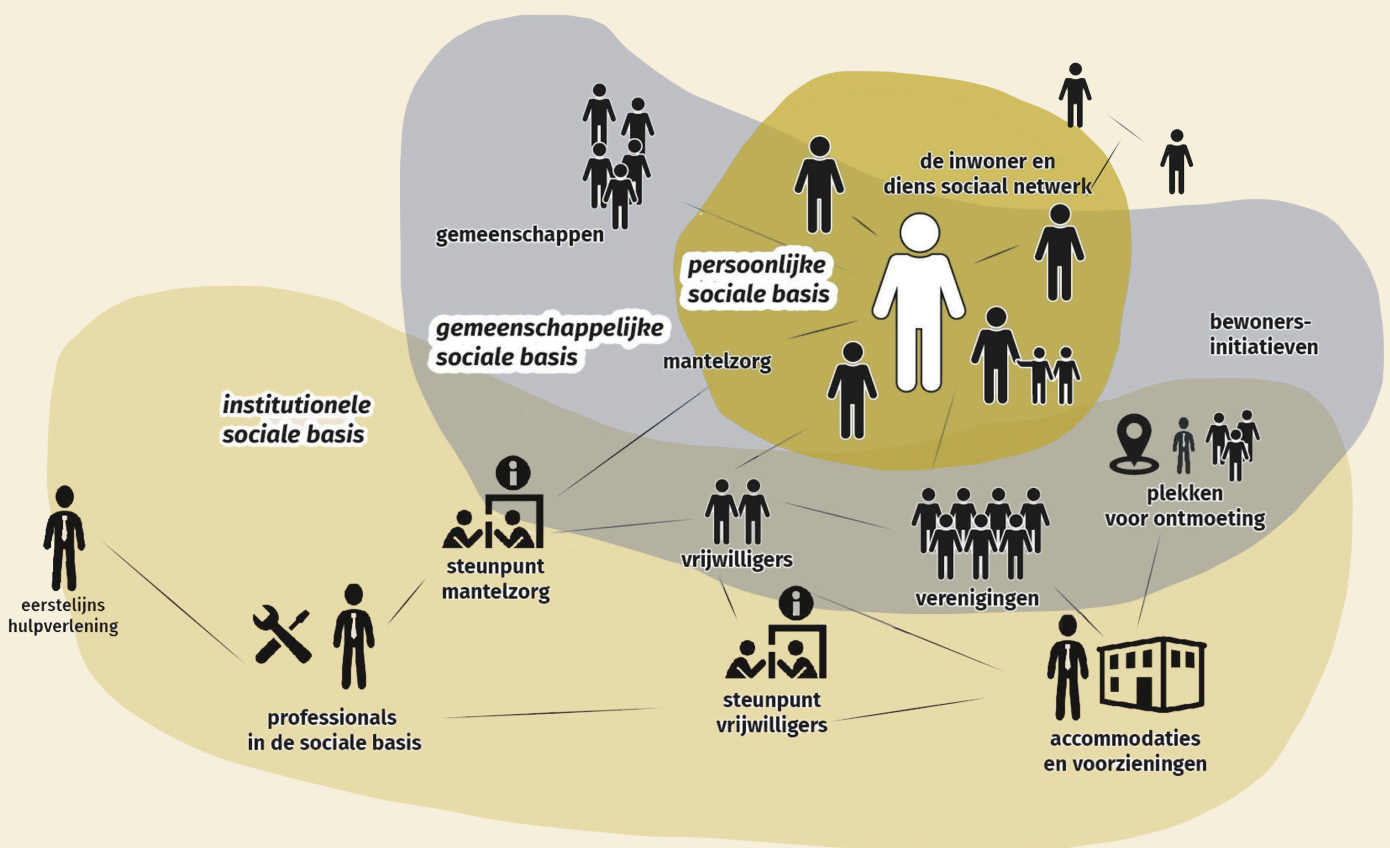 de inwoner en
diens sociaal netwerk
gemeenschappen
persoonlijke
sociale basis
gemeenschappelijke
sociale basis
mantelzorg
bewoners-
initiatieven
institutionele
sociale basis
plekken
voor ontmoeting
steunpunt
mantelzorg
vrijwilligers
verenigingen
eerstelijns
hulpverlening
professionals
in de sociale basis
steunpunt
vrijwilligers
accommodaties
en voorzieningen